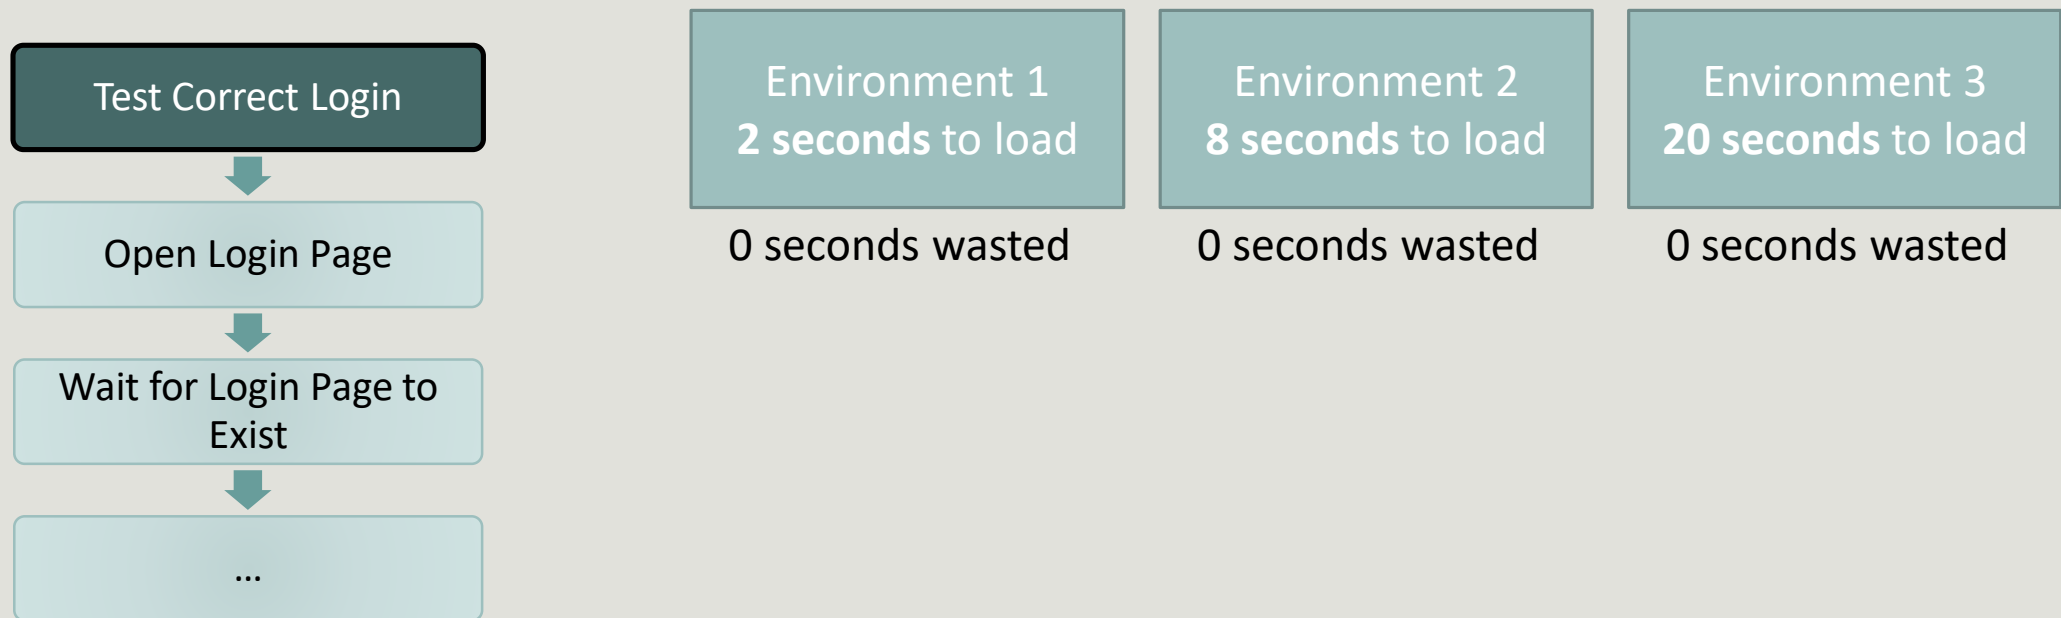 Test Correct Login
Open Login Page
Wait for Login Page to
Exist
...
Environment 1
2 seconds to load
0 seconds wasted
Environment 2
8 seconds to load
0 seconds wasted
Environment 3
20 seconds to load
0 seconds wasted